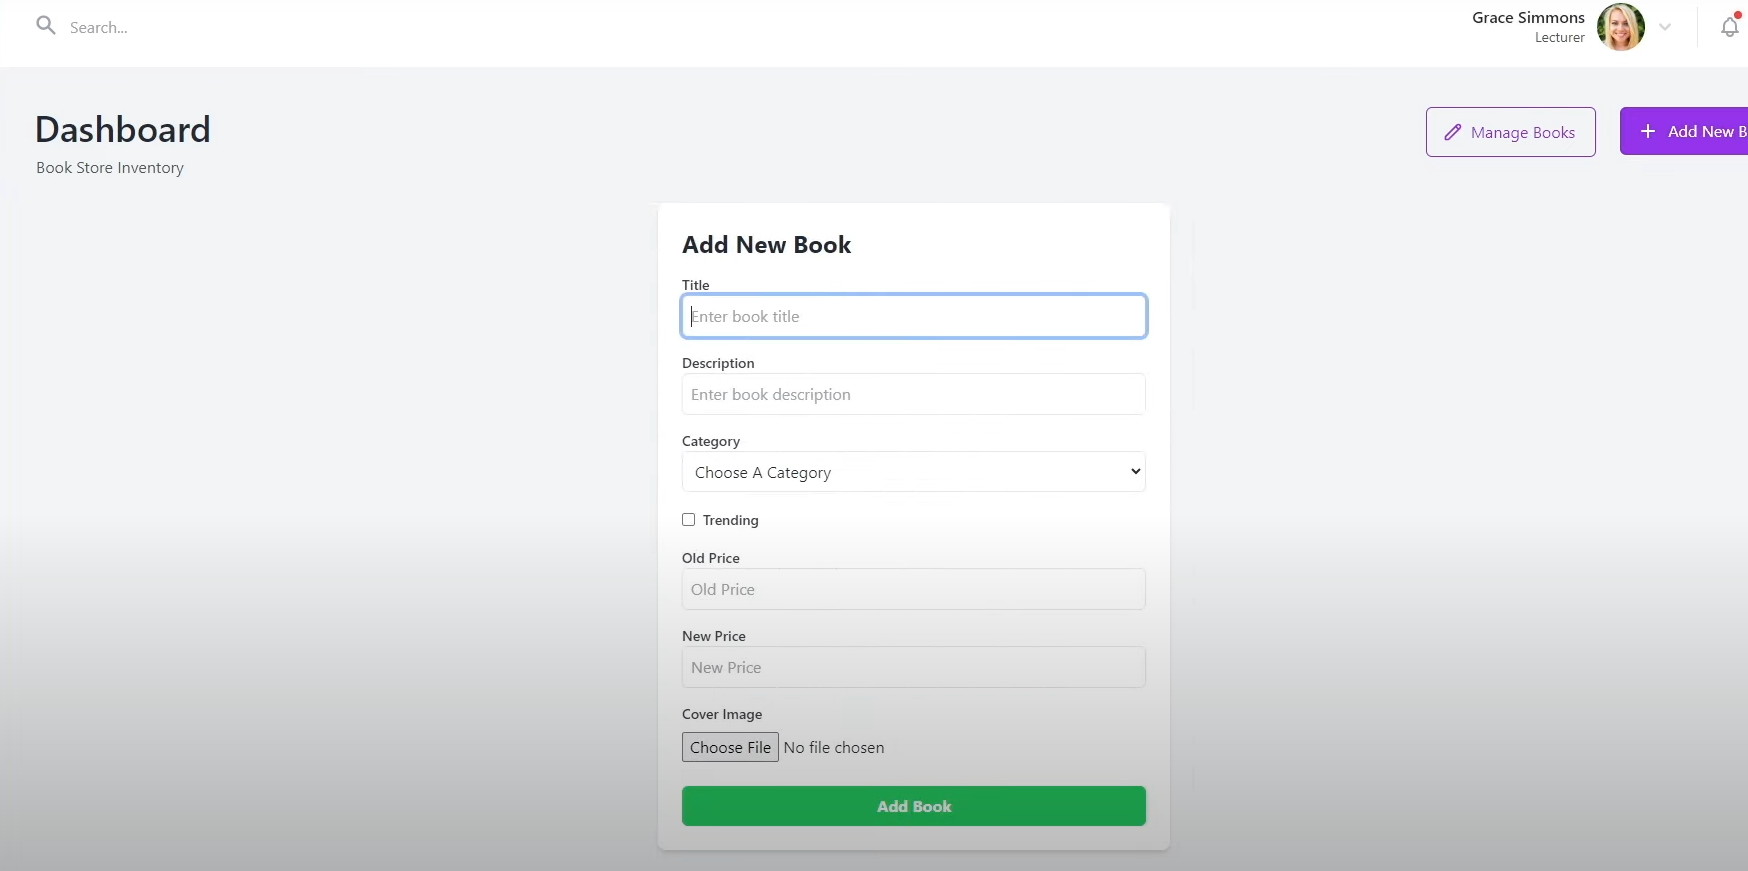 Search...
Grace Simmons
Lecturer
Dashboard
Book Store Inventory
Manage Books
Add New B
Add New Book
Title
Enter book title
Description
Enter book description
Category
Choose A Category
Trending
Old Price
Old Price
New Price
New Price
Cover Image
Choose File No file chosen
Add Book